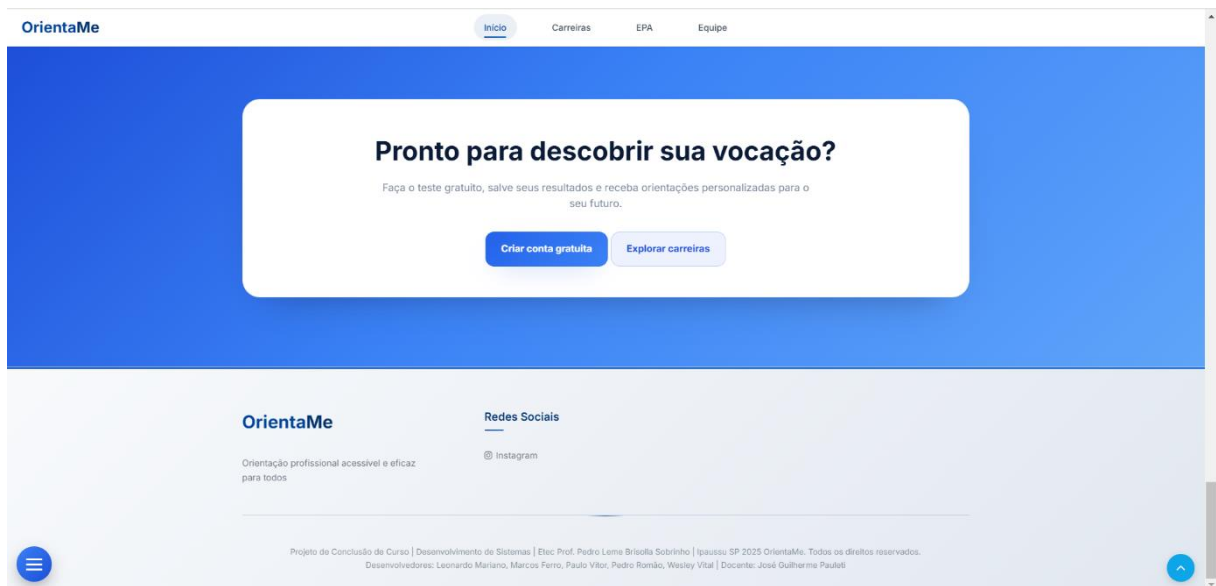 OrientaMe
Início
Carreiras
EPA
Equipe
Pronto para descobrir sua vocação?
Faça o teste gratuito, salve seus resultados e receba orientações personalizadas para o
seu futuro.
Criar conta gratuita
Explorar carreiras
OrientaMe
Orientação profissional acessível e eficaz
para todos
Redes Sociais
Instagram
Projeto de Conclusão de Curso | Desenvolvimento de Sistemas | Etec Prof. Pedro Leme Brisolla Sobrinho | Ipaussu SP 2025 OrientaMe. Todos os direitos reservados.
Desenvolvedores: Leonardo Mariano, Marcos Ferro, Paulo Vitor, Pedro Romão, Wesley Vital | Docente: José Guilherme Pauleti